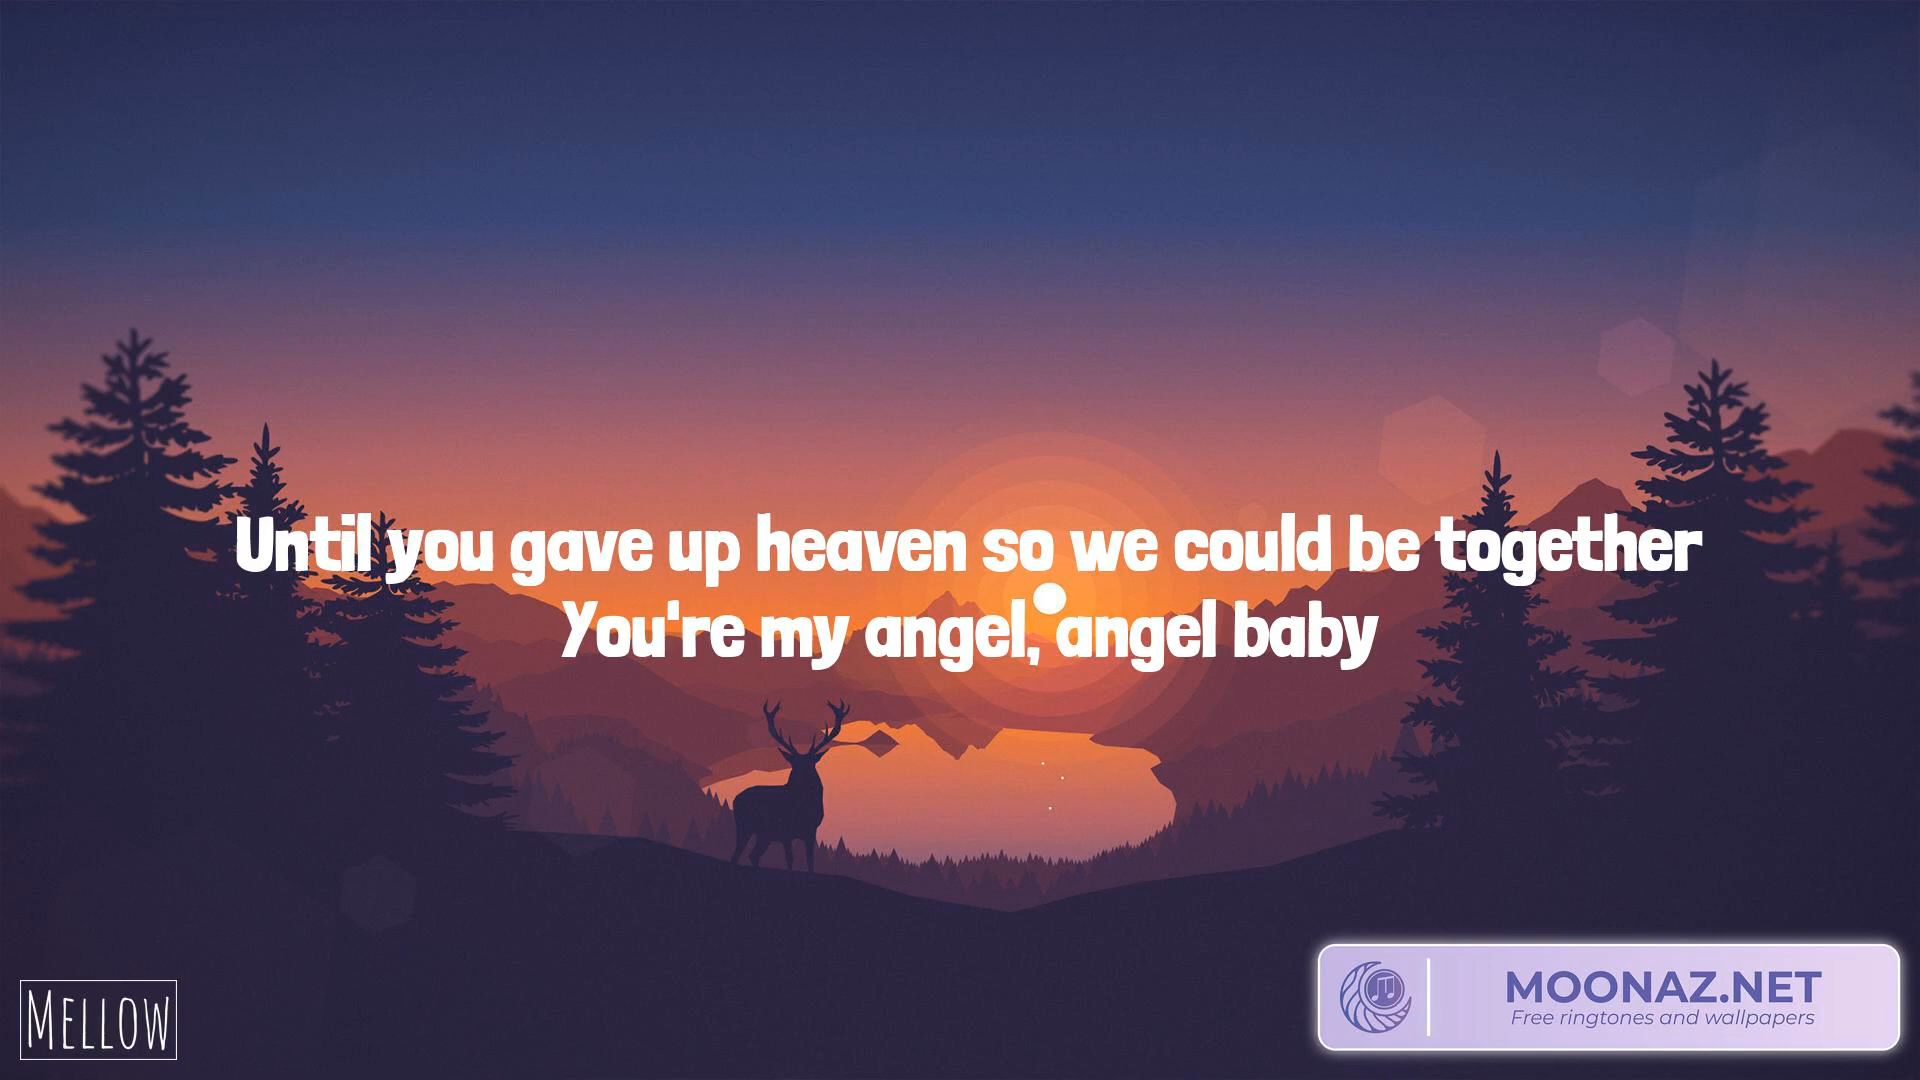 Until you gave up heaven so we could be together
You're my angel, angel baby
MELLOW
MOONAZ.NET
Free ringtones and wallpapers